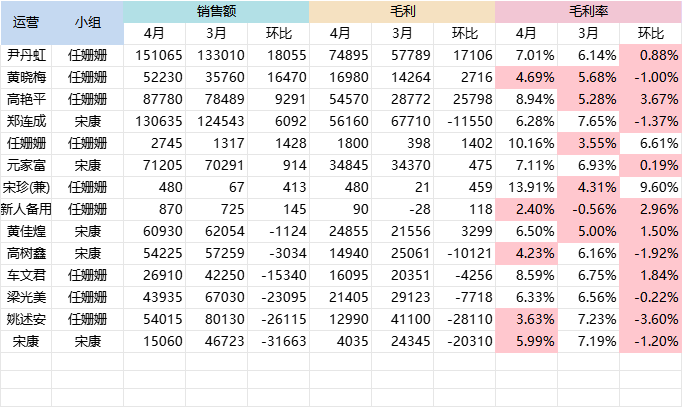 运营 小组 销售额 毛利 毛利率
4月 3月 环比 4月 3月 环比 4月 3月 环比
尹丹虹 任姗姗 151065 133010 18055 74895 57789 17106 7.01% 6.14% 0.88%
黄晓梅 任姗姗 52230 35760 16470 16980 14264 2716 4.69% 5.68% -1.00%
高艳平 任姗姗 87780 78489 9291 54570 28772 25798 8.94% 5.28% 3.67%
郑连成 宋康 130635 124543 6092 56160 67710 -11550 6.28% 7.65% -1.37%
任姗姗 任姗姗 2745 1317 1428 1800 398 1402 10.16% 3.55% 6.61%
元家富 宋康 71205 70291 914 34845 34370 475 7.11% 6.93% 0.19%
宋珍(兼) 任姗姗 480 67 413 480 21 459 13.91% 4.31% 9.60%
新人备用 任姗姗 870 725 145 90 -28 118 2.40% -0.56% 2.96%
黄佳煌 宋康 60930 62054 -1124 24855 21556 3299 6.50% 5.00% 1.50%
高树鑫 宋康 54225 57259 -3034 14940 25061 -10121 4.23% 6.16% -1.92%
车文君 任姗姗 26910 42250 -15340 16095 20351 -4256 8.59% 6.75% 1.84%
梁光美 任姗姗 43935 67030 -23095 21405 29123 -7718 6.33% 6.56% -0.22%
姚述安 任姗姗 54015 80130 -26115 12990 41100 -28110 3.63% 7.23% -3.60%
宋康 宋康 15060 46723 -31663 4035 24345 -20310 5.99% 7.19% -1.20%